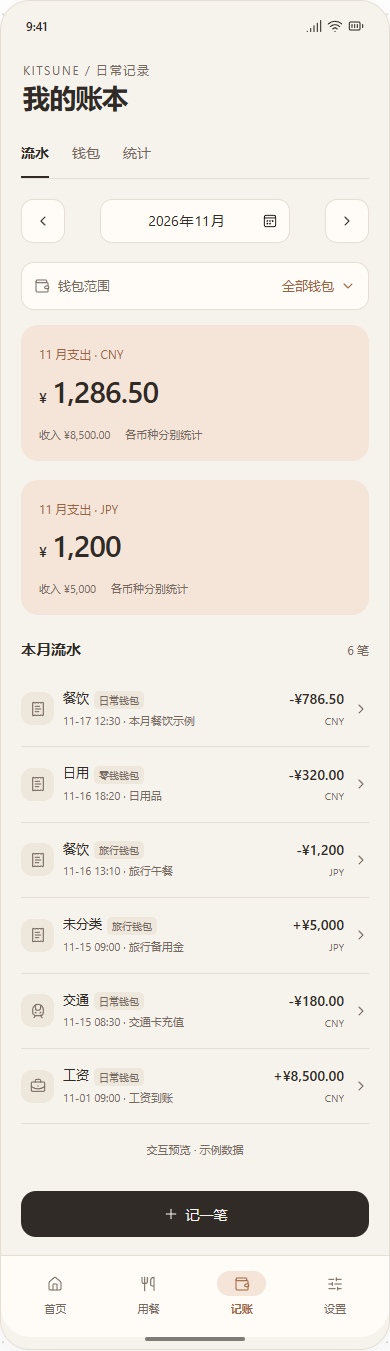 9:41
KITSUNE / 日常记录
我的账本
流水 钱包 统计
2026年11月
钱包范围 全部钱包
11 月支出 · CNY
¥ 1,286.50
收入 ¥8,500.00 各币种分别统计
11 月支出 · JPY
¥ 1,200
收入 ¥5,000 各币种分别统计
本月流水 6 笔
餐饮 日常钱包 -¥786.50
11-17 12:30 · 本月餐饮示例 CNY
日用 零钱钱包 -¥320.00
11-16 18:20 · 日用品 CNY
餐饮 旅行钱包 -¥1,200
11-16 13:10 · 旅行午餐 JPY
未分类 旅行钱包 +¥5,000
11-15 09:00 · 旅行备用金 JPY
交通 日常钱包 -¥180.00
11-15 08:30 · 交通卡充值 CNY
工资 日常钱包 +¥8,500.00
11-01 09:00 · 工资到账 CNY
交互预览 · 示例数据
+ 记一笔
首页 用餐 记账 设置